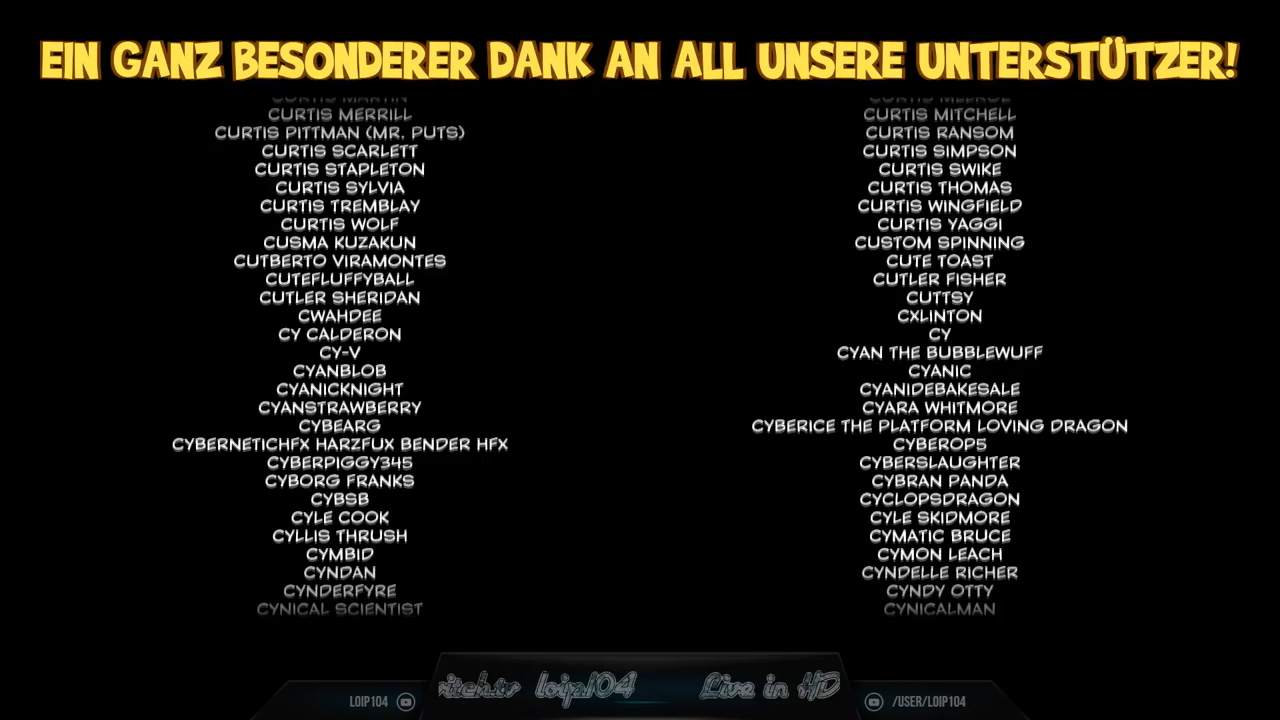 EIN GANZ BESONDERER DANK AN ALL UNSERE UNTERSTÜTZER!
CURTIS MARTIN
CURTIS MERRILL CURTIS MITCHELL
CURTIS PITTMAN (MR. PUTS) CURTIS RANSOM
CURTIS SCARLETT CURTIS SIMPSON
CURTIS STAPLETON CURTIS SWIKE
CURTIS SYLVIA CURTIS THOMAS
CURTIS TREMBLAY CURTIS WINGFIELD
CURTIS WOLF CURTIS YAGGI
CUSMA KUZAKUN CUSTOM SPINNING
CUTBERTO VIRAMONTES CUTE TOAST
CUTEFLUFFYBALL CUTLER FISHER
CUTLER SHERIDAN CUTTSY
CWAHDEE CXLINTON
CY CALDERON CY
CY-V CYAN THE BUBBLEWUFF
CYANBLOB CYANIC
CYANICKNIGHT CYANIDEBAKESALE
CYANSTRAWBERRY CYARA WHITMORE
CYBEARG CYBERICE THE PLATFORM LOVING DRAGON
CYBERNETICHFX HARZFUX BENDER HFX CYBEROP5
CYBERPIGGY345 CYBERSLAUGHTER
CYBORG FRANKS CYBRAN PANDA
CYBSB CYCLOPSDRAGON
CYLE COOK CYLE SKIDMORE
CYLLIS THRUSH CYMATIC BRUCE
CYMBID CYMON LEACH
CYNDAN CYNDELLE RICHER
CYNDERFYRE CYNDY OTTY
CYNICAL SCIENTIST CYNICALMAN
witch.tv loip104 Live in HD
LOIP104 /USER/LOIP104